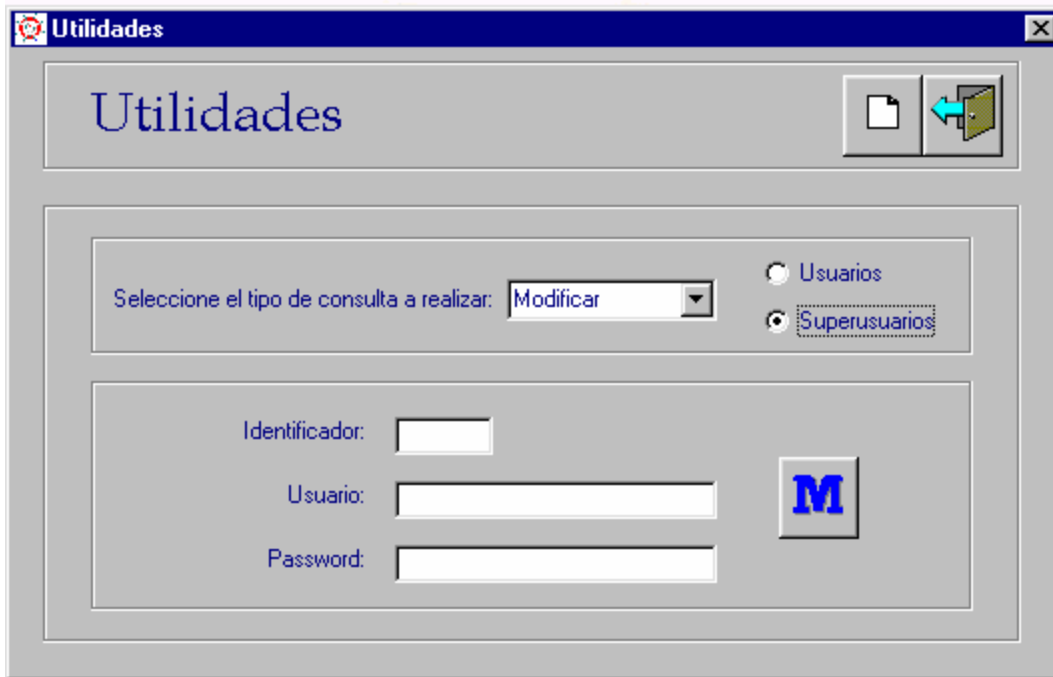 Utilidades
Utilidades
Seleccione el tipo de consulta a realizar: Modificar
Usuarios
Superusuarios
Identificador:
Usuario:
M
Password: